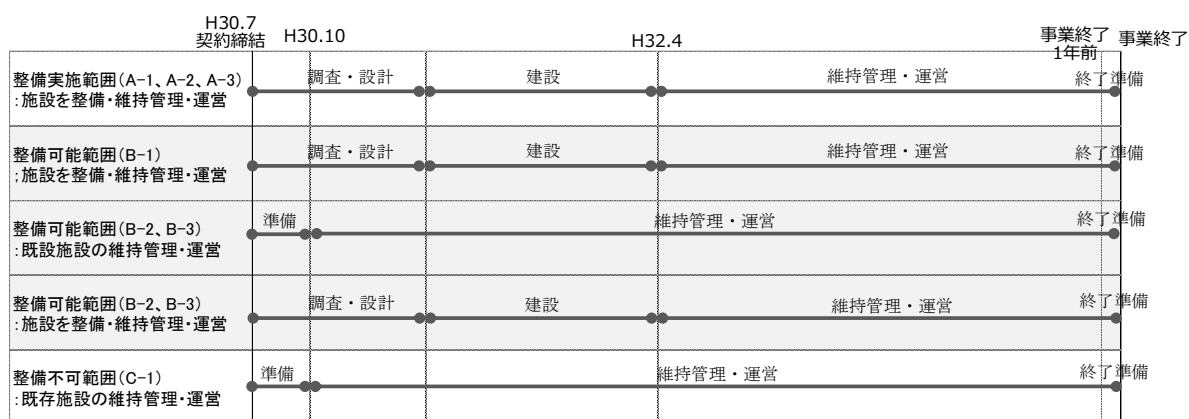 H30.7
契約締結
H30.10
H32.4
事業終了
1年前
事業終了
整備実施範囲(A-1、A-2、A-3)
:施設を整備・維持管理・運営
調査・設計
建設
維持管理・運営
終了準備
整備可能範囲(B-1)
;施設を整備・維持管理・運営
調査・設計
建設
維持管理・運営
終了準備
整備可能範囲(B-2、B-3)
:既設施設の維持管理・運営
準備
維持管理・運営
終了準備
整備可能範囲(B-2、B-3)
:施設を整備・維持管理・運営
調査・設計
建設
維持管理・運営
終了準備
整備不可範囲(C-1)
:既存施設の維持管理・運営
準備
維持管理・運営
終了準備